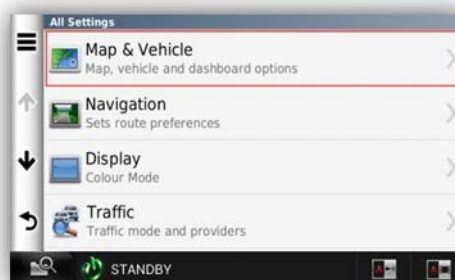 All Settings
Map & Vehicle
Map, vehicle and dashboard options
Navigation
Sets route preferences
Display
Colour Mode
Traffic
Traffic mode and providers
STANDBY